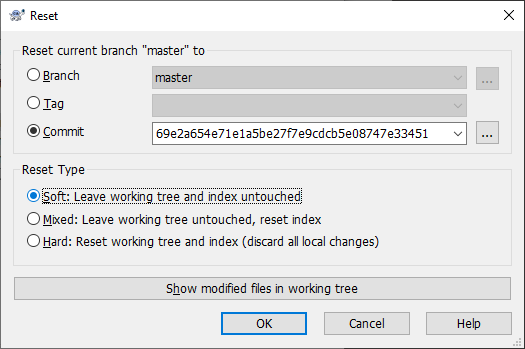 Reset
Reset current branch "master" to
Branch
master
...
Tag
Commit
69e2a654e71e1a5be27f7e9cdcb5e08747e33451
...
Reset Type
Soft: Leave working tree and index untouched
Mixed: Leave working tree untouched, reset index
Hard: Reset working tree and index (discard all local changes)
Show modified files in working tree
OK
Cancel
Help